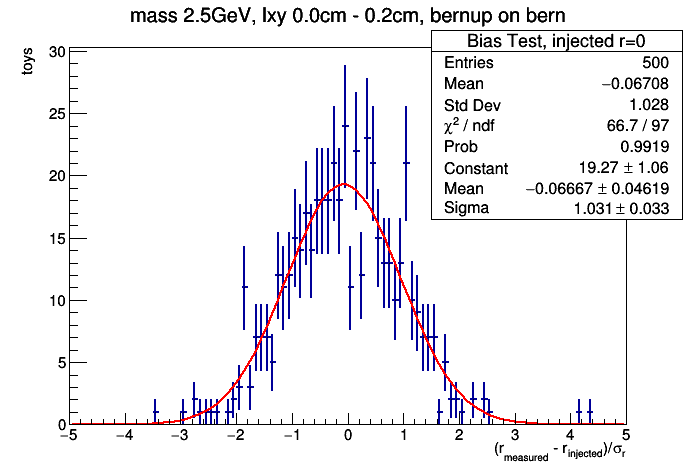 mass 2.5GeV, lxy 0.0cm - 0.2cm, bernup on bern
toys
Bias Test, injected r=0
Entries 500
Mean −0.06708
Std Dev 1.028
χ² / ndf 66.7 / 97
Prob 0.9919
Constant 19.27 ± 1.06
Mean −0.06667 ± 0.04619
Sigma 1.031 ± 0.033
30
25
20
15
10
5
0
−5 −4 −3 −2 −1 0 1 2 3 4 5
(r_measured - r_injected)/σ_r